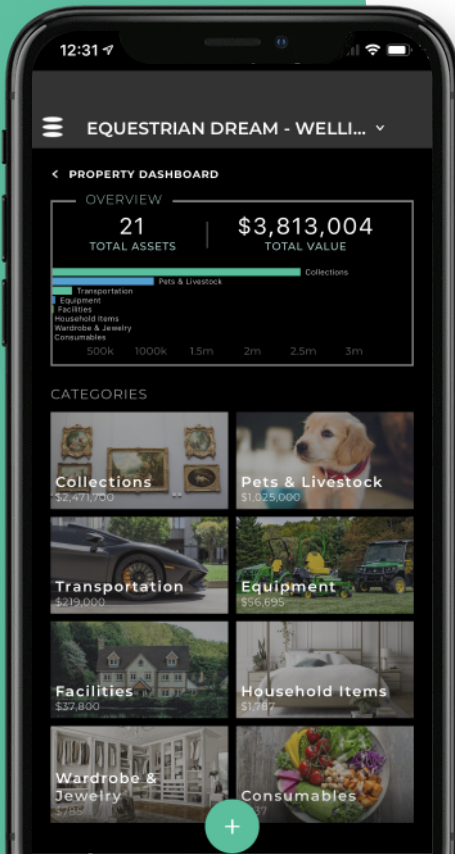 12:31
EQUESTRIAN DREAM - WELLI...
< PROPERTY DASHBOARD
OVERVIEW
21
TOTAL ASSETS
$3,813,004
TOTAL VALUE
Collections
Pets & Livestock
Transportation
Equipment
Facilities
Household Items
Wardrobe & Jewelry
Consumables
500k 1000k 1.5m 2m 2.5m 3m
CATEGORIES
Collections
$2,471,700
Pets & Livestock
$1,025,000
Transportation
$219,000
Equipment
$56,695
Facilities
$37,800
Household Items
$1,787
Wardrobe &
Jewelry
$785
Consumables
+